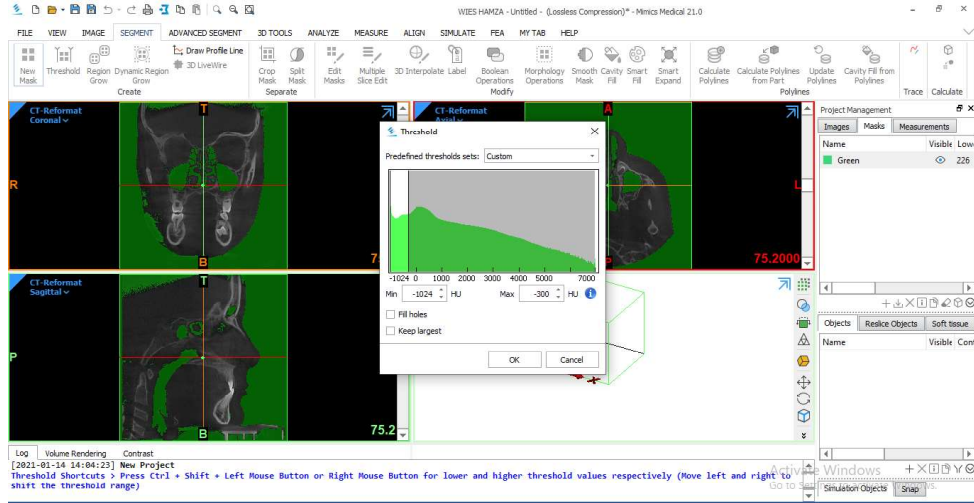 WIES HAMZA - Untitled - (Lossless Compression)* - Mimics Medical 21.0
FILE VIEW IMAGE SEGMENT ADVANCED SEGMENT 3D TOOLS ANALYZE MEASURE ALIGN SIMULATE FEA MY TAB HELP
New Mask Threshold Region Grow Dynamic Region Grow Draw Profile Line 3D LiveWire Crop Mask Split Mask Edit Masks Multiple Slice Edit 3D Interpolate Label Boolean Operations Morphology Operations Smooth Mask Cavity Fill Smart Fill Smart Expand Calculate Polylines Calculate Polylines from Part Update Polylines Cavity Fill from Polylines
Create Separate Modify Polylines Trace Calculate
CT-Reformat
Coronal
T
R
B
CT-Reformat
Axial
A
L
75.2000
CT-Reformat
Sagittal
T
P
B
75.2
Threshold
Predefined thresholds sets: Custom
-1024 0 1000 2000 3000 4000 5000 7000
Min -1024 HU Max -300 HU
Fill holes
Keep largest
OK Cancel
Project Management
Images Masks Measurements
Name Visible Low
Green 226
Objects Reslice Objects Soft tissue
Name Visible Cont
Simulation Objects Snap
Log Volume Rendering Contrast
[2021-01-14 14:04:23] New Project
Threshold Shortcuts > Press Ctrl + Shift + Left Mouse Button or Right Mouse Button for lower and higher threshold values respectively (Move left and right to
shift the threshold range)
Activate Windows
Go to